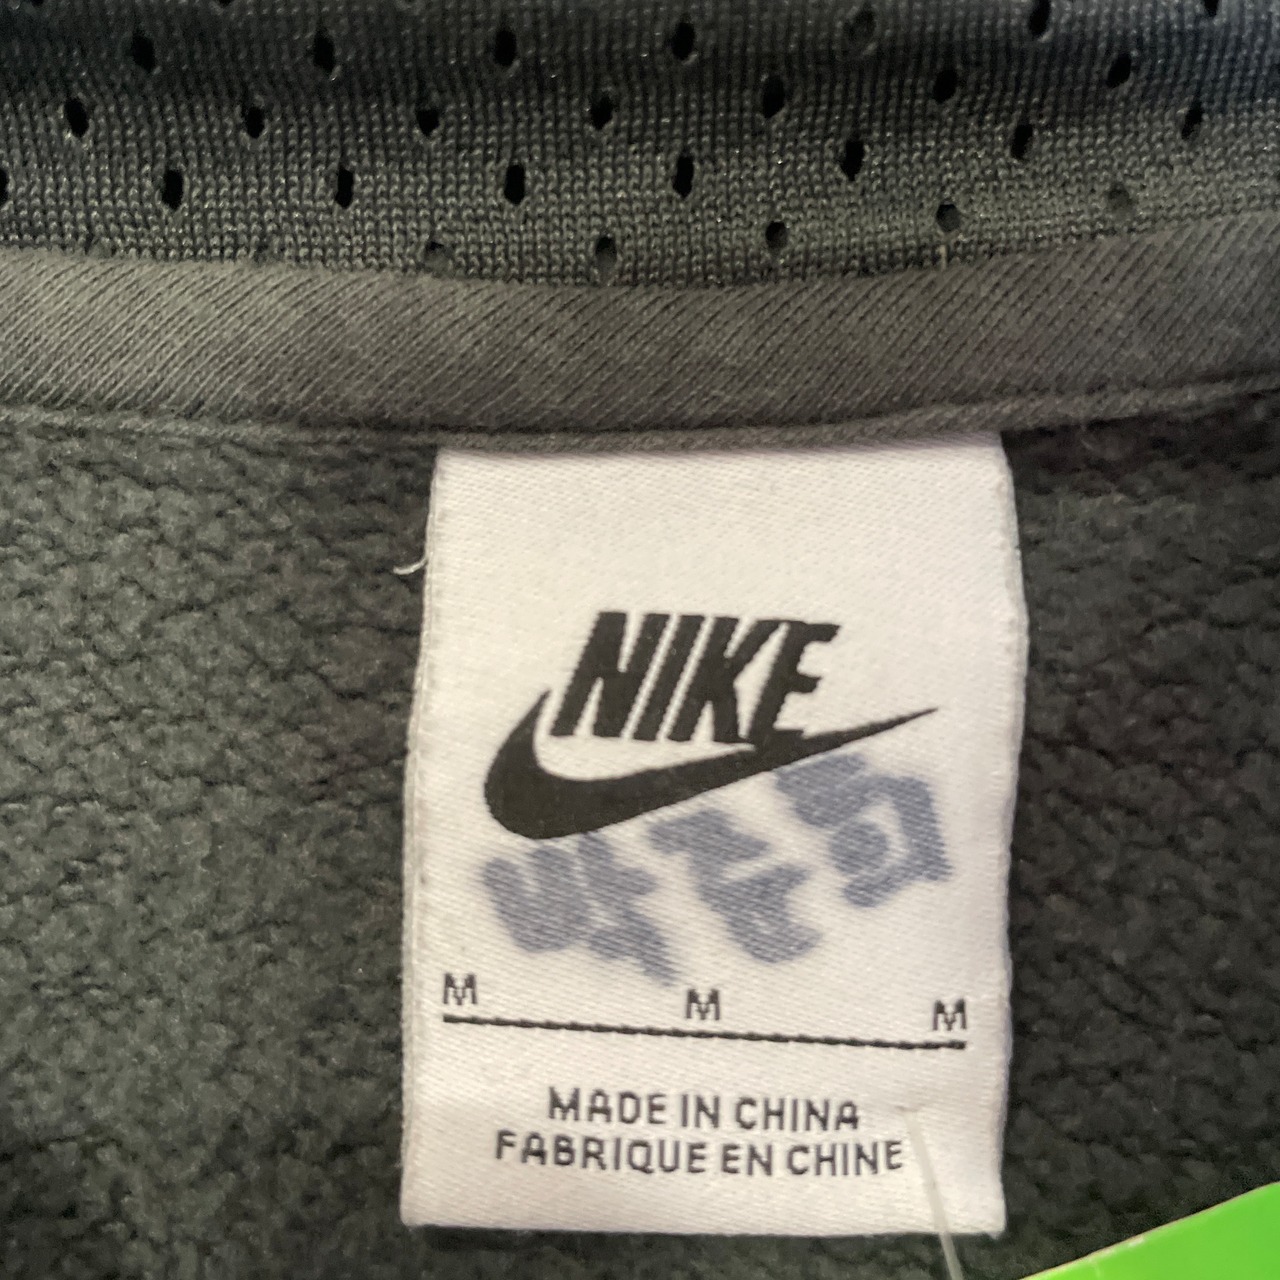 NIKE
M M M
MADE IN CHINA
FABRIQUE EN CHINE